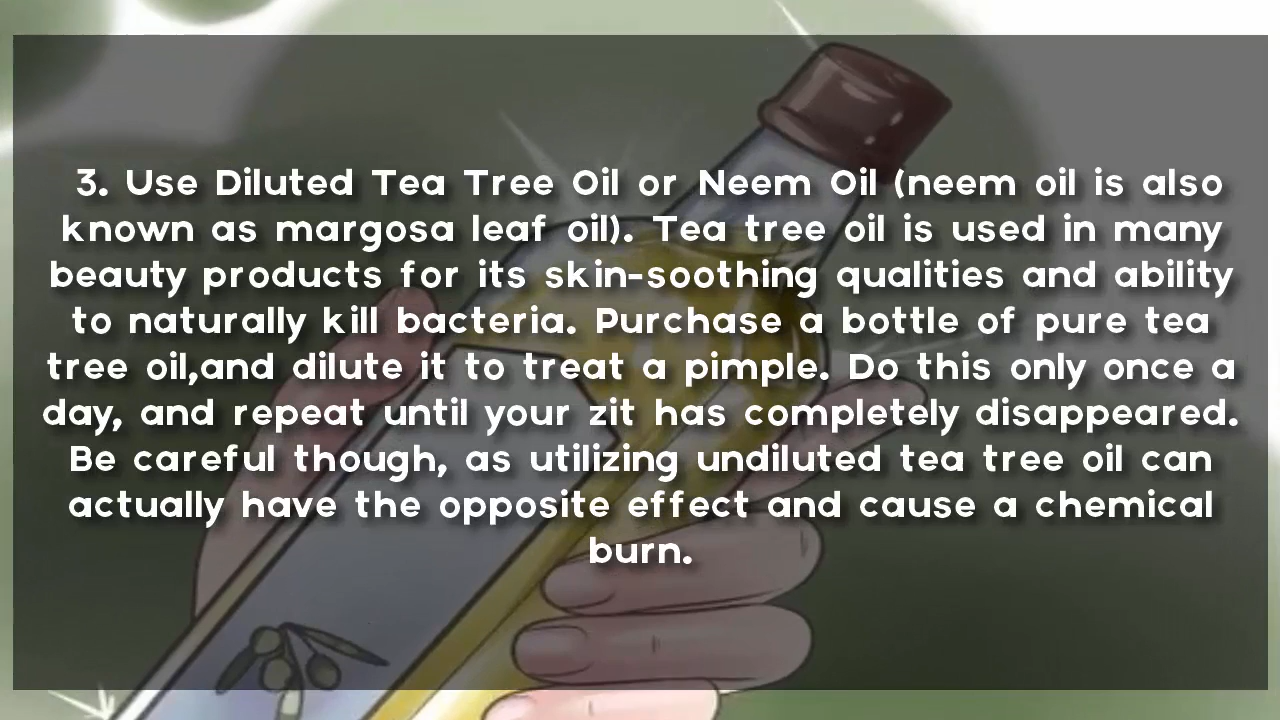 3. Use Diluted Tea Tree Oil or Neem Oil (neem oil is also
known as margosa leaf oil). Tea tree oil is used in many
beauty products for its skin-soothing qualities and ability
to naturally kill bacteria. Purchase a bottle of pure tea
tree oil,and dilute it to treat a pimple. Do this only once a
day, and repeat until your zit has completely disappeared.
Be careful though, as utilizing undiluted tea tree oil can
actually have the opposite effect and cause a chemical
burn.